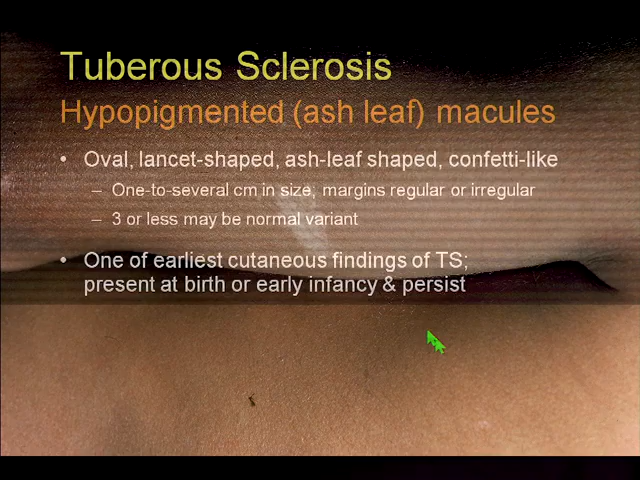 Tuberous Sclerosis
Hypopigmented (ash leaf) macules
• Oval, lancet-shaped, ash-leaf shaped, confetti-like
– One-to-several cm in size; margins regular or irregular
– 3 or less may be normal variant
• One of earliest cutaneous findings of TS;
present at birth or early infancy & persist